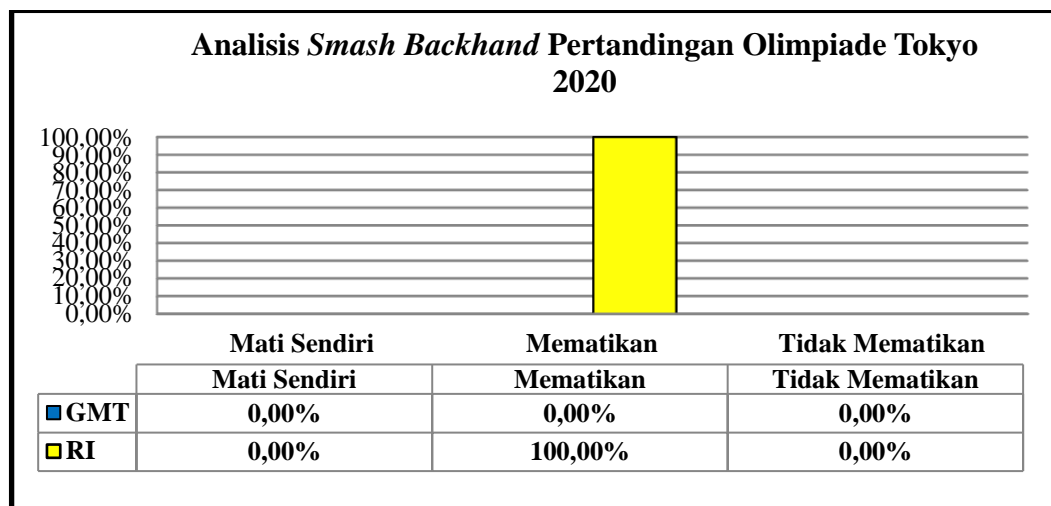 Analisis Smash Backhand Pertandingan Olimpiade Tokyo
2020
100,00%
90,00%
80,00%
70,00%
60,00%
50,00%
40,00%
30,00%
20,00%
10,00%
0,00%
Mati Sendiri Mematikan Tidak Mematikan
Mati Sendiri Mematikan Tidak Mematikan
GMT 0,00% 0,00% 0,00%
RI 0,00% 100,00% 0,00%